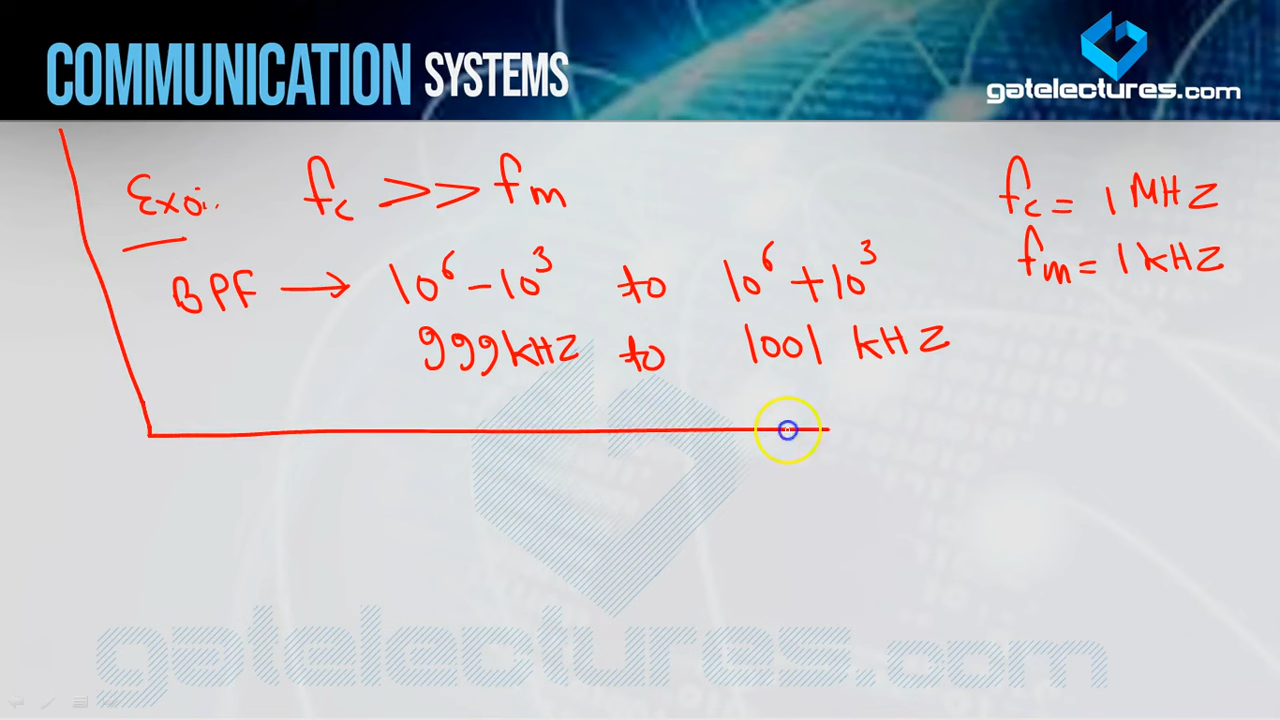 COMMUNICATION SYSTEMS
gatelectures.com
Exoi.
fc >> fm
fc = 1 MHz
fm = 1 kHz
BPF → 10⁶ - 10³ to 10⁶ + 10³
999 kHz to 1001 kHz
gatelectures.com